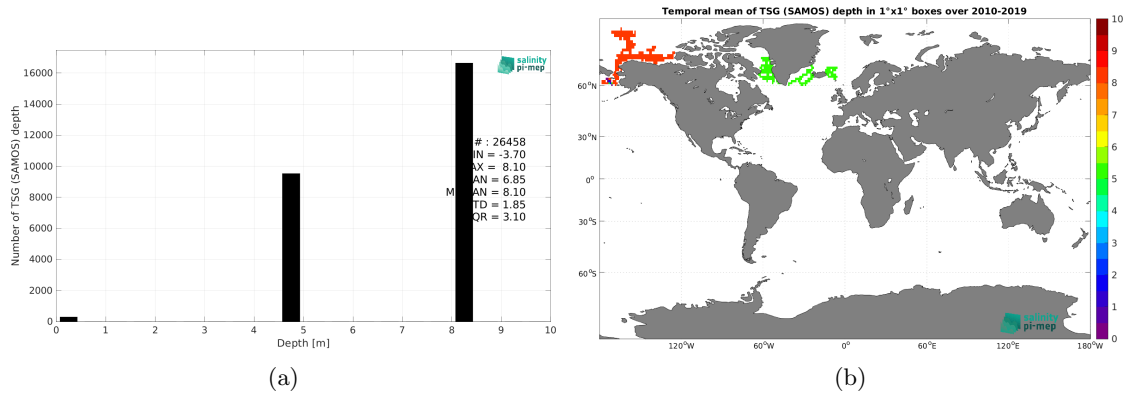 Temporal mean of TSG (SAMOS) depth in 1°x1° boxes over 2010-2019
salinity
pi-mep
Number of TSG (SAMOS) depth
16000
14000
12000
10000
8000
6000
4000
2000
0
# : 26458
IN = -3.70
AX = 8.10
AN = 6.85
M AN = 8.10
TD = 1.85
QR = 3.10
0 1 2 3 4 5 6 7 8 9 10
Depth [m]
(a)
60°N
30°N
0°
30°S
60°S
120°W 60°W 0° 60°E 120°E 180°W
salinity
pi-mep
10
9
8
7
6
5
4
3
2
1
0
(b)